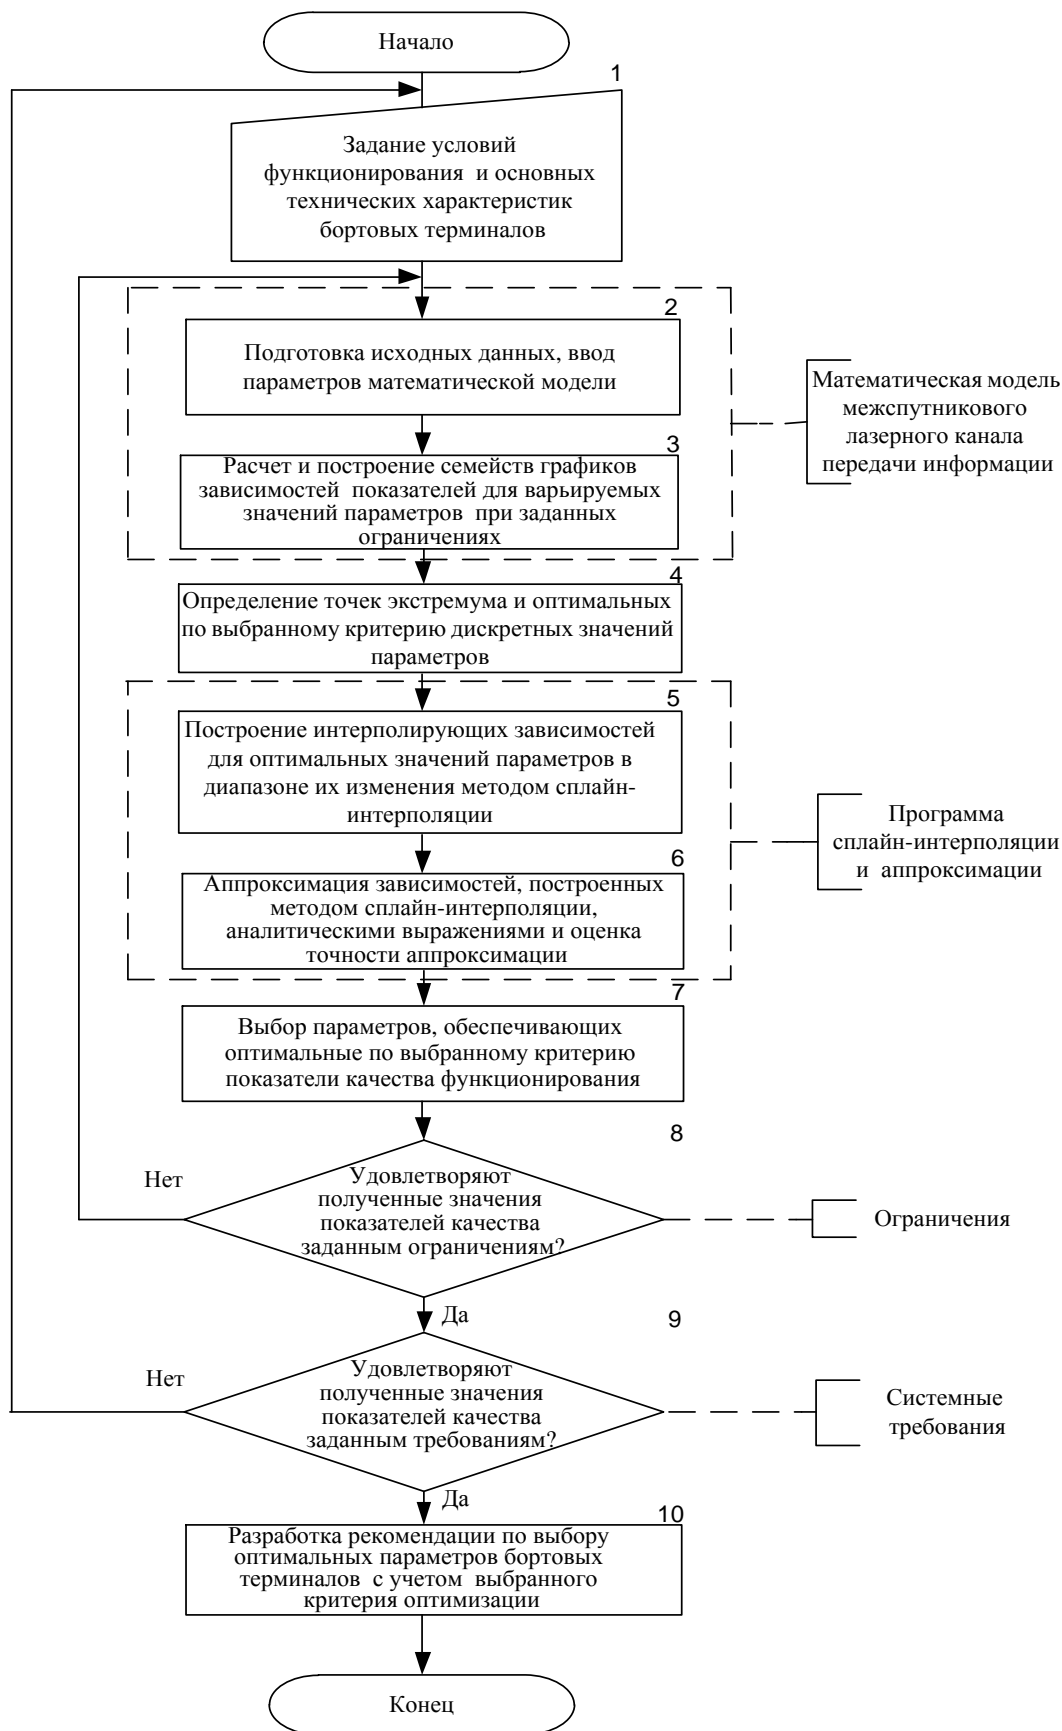 Начало
1
Задание условий
функционирования и основных
технических характеристик
бортовых терминалов
2
Подготовка исходных данных, ввод
параметров математической модели
Математическая модель
межспутникового
лазерного канала
передачи информации
3
Расчет и построение семейств графиков
зависимостей показателей для варьируемых
значений параметров при заданных
ограничениях
4
Определение точек экстремума и оптимальных
по выбранному критерию дискретных значений
параметров
5
Построение интерполирующих зависимостей
для оптимальных значений параметров в
диапазоне их изменения методом сплайн-
интерполяции
Программа
сплайн-интерполяции
и аппроксимации
6
Аппроксимация зависимостей, построенных
методом сплайн-интерполяции,
аналитическими выражениями и оценка
точности аппроксимации
7
Выбор параметров, обеспечивающих
оптимальные по выбранному критерию
показатели качества функционирования
8
Нет
Удовлетворяют
полученные значения
показателей качества
заданным ограничениям?
Ограничения
Да
9
Нет
Удовлетворяют
полученные значения
показателей качества
заданным требованиям?
Системные
требования
Да
10
Разработка рекомендации по выбору
оптимальных параметров бортовых
терминалов с учетом выбранного
критерия оптимизации
Конец